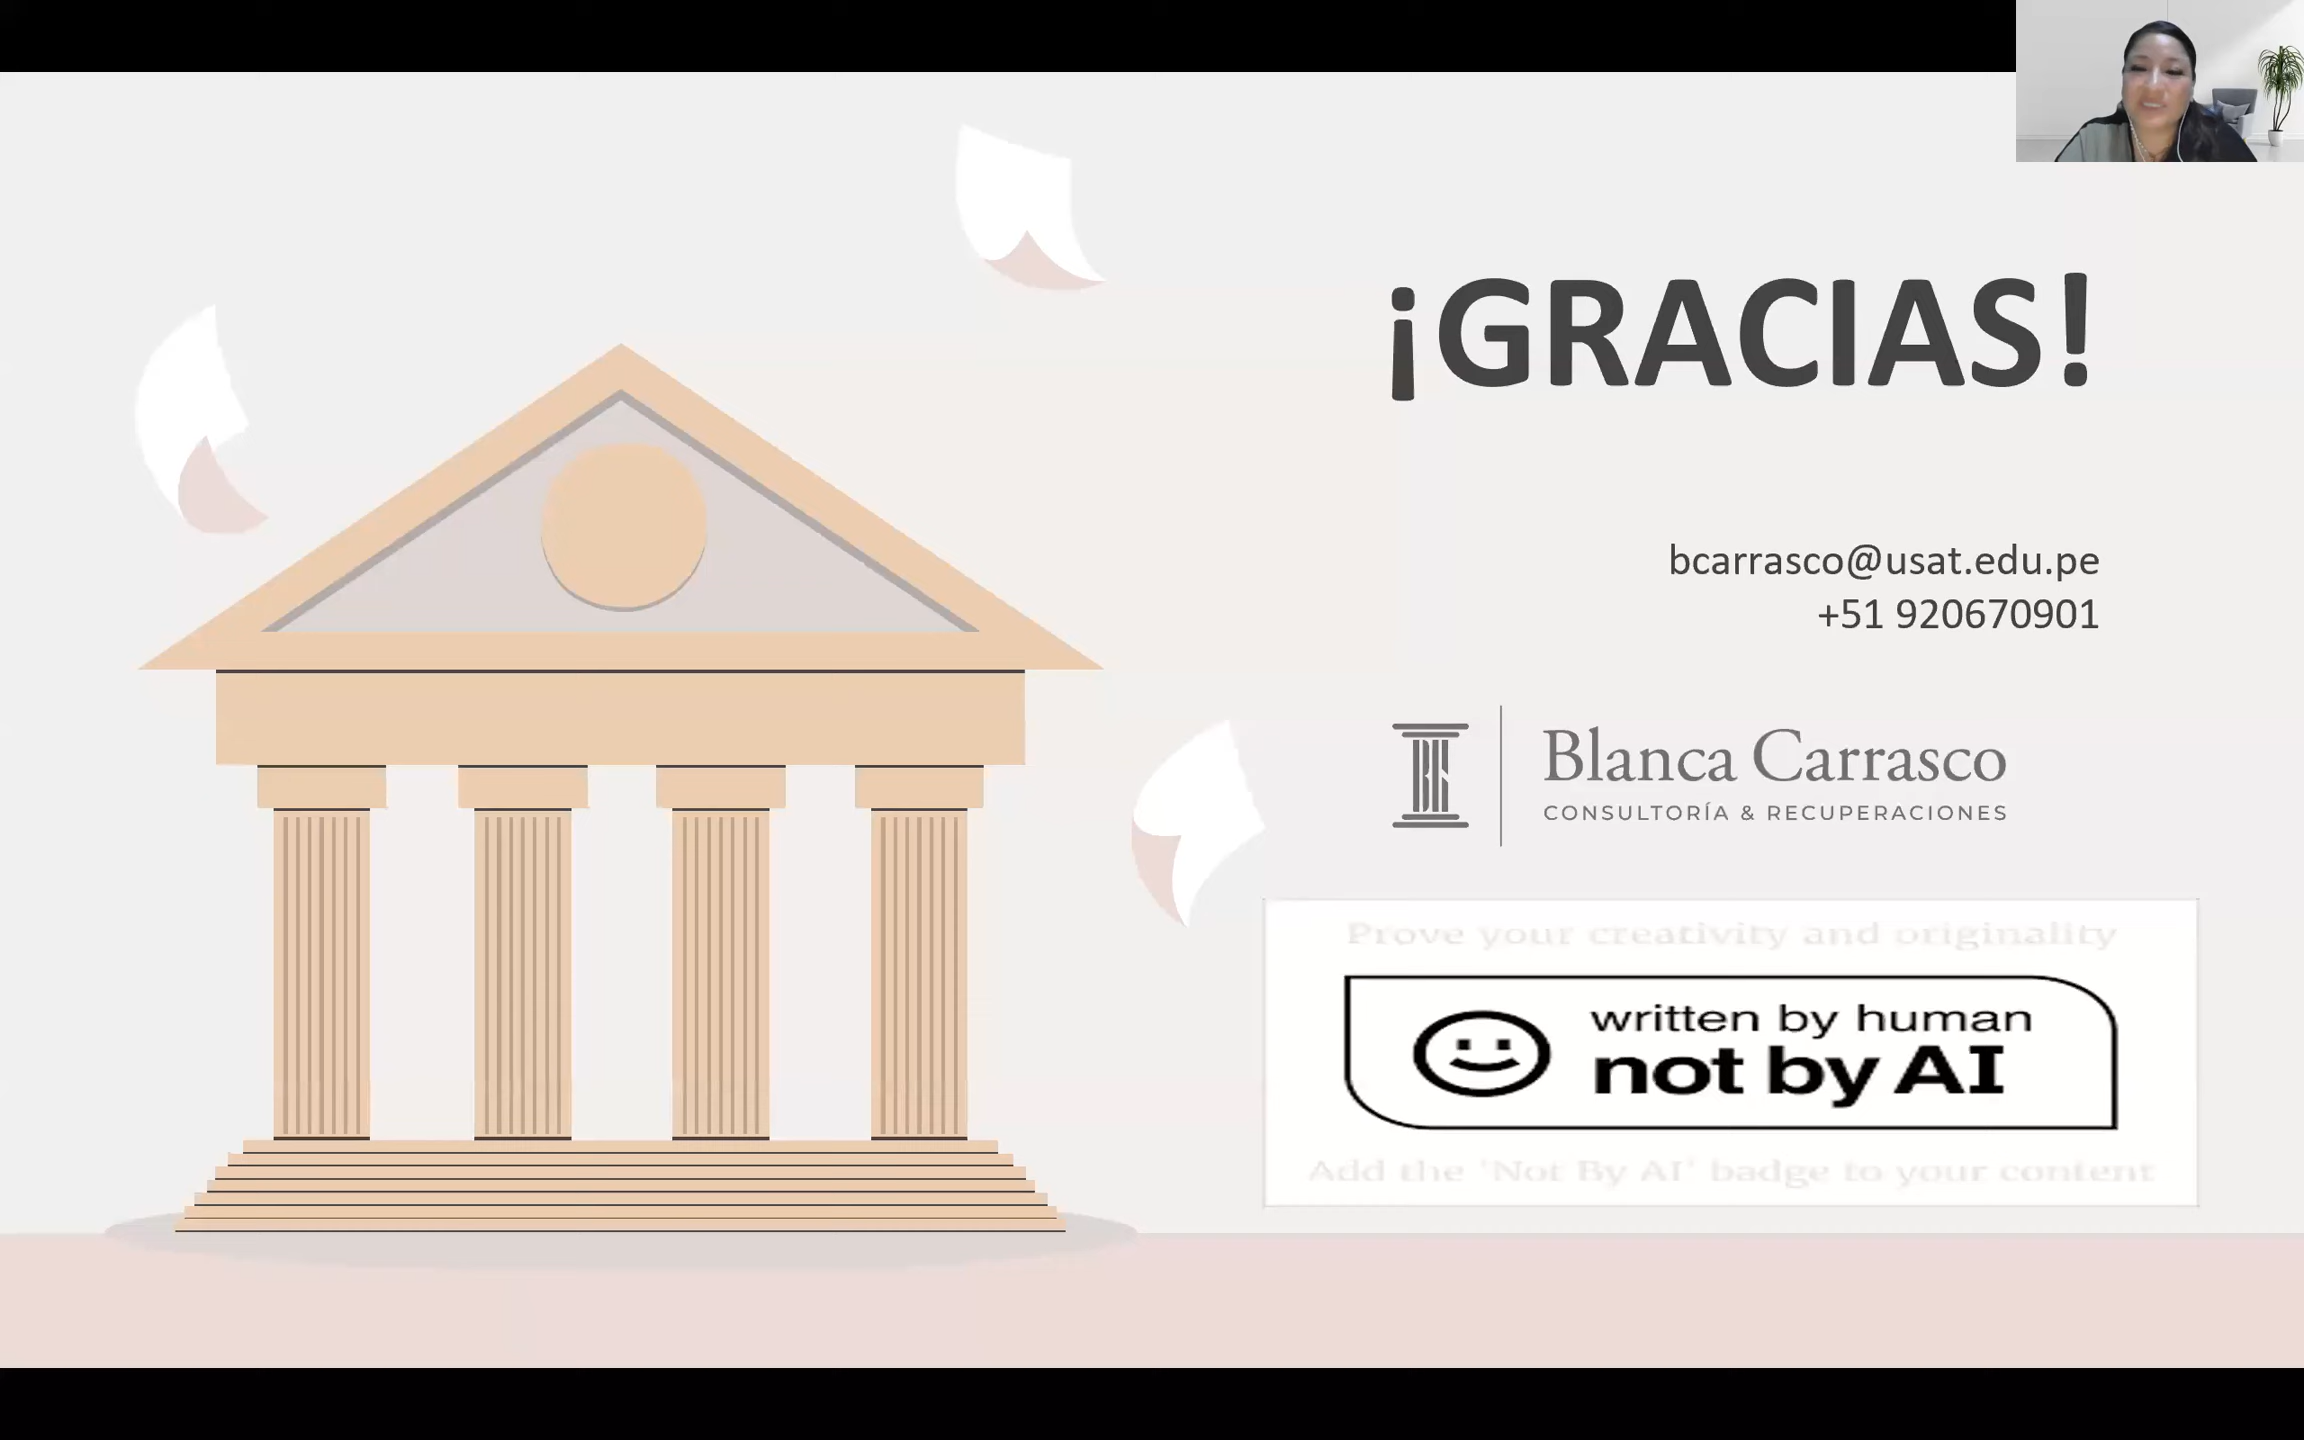 ¡GRACIAS!
bcarrasco@usat.edu.pe
+51 920670901
Blanca Carrasco
CONSULTORÍA & RECUPERACIONES
Prove your creativity and originality
written by human
not by AI
Add the 'Not By AI' badge to your content